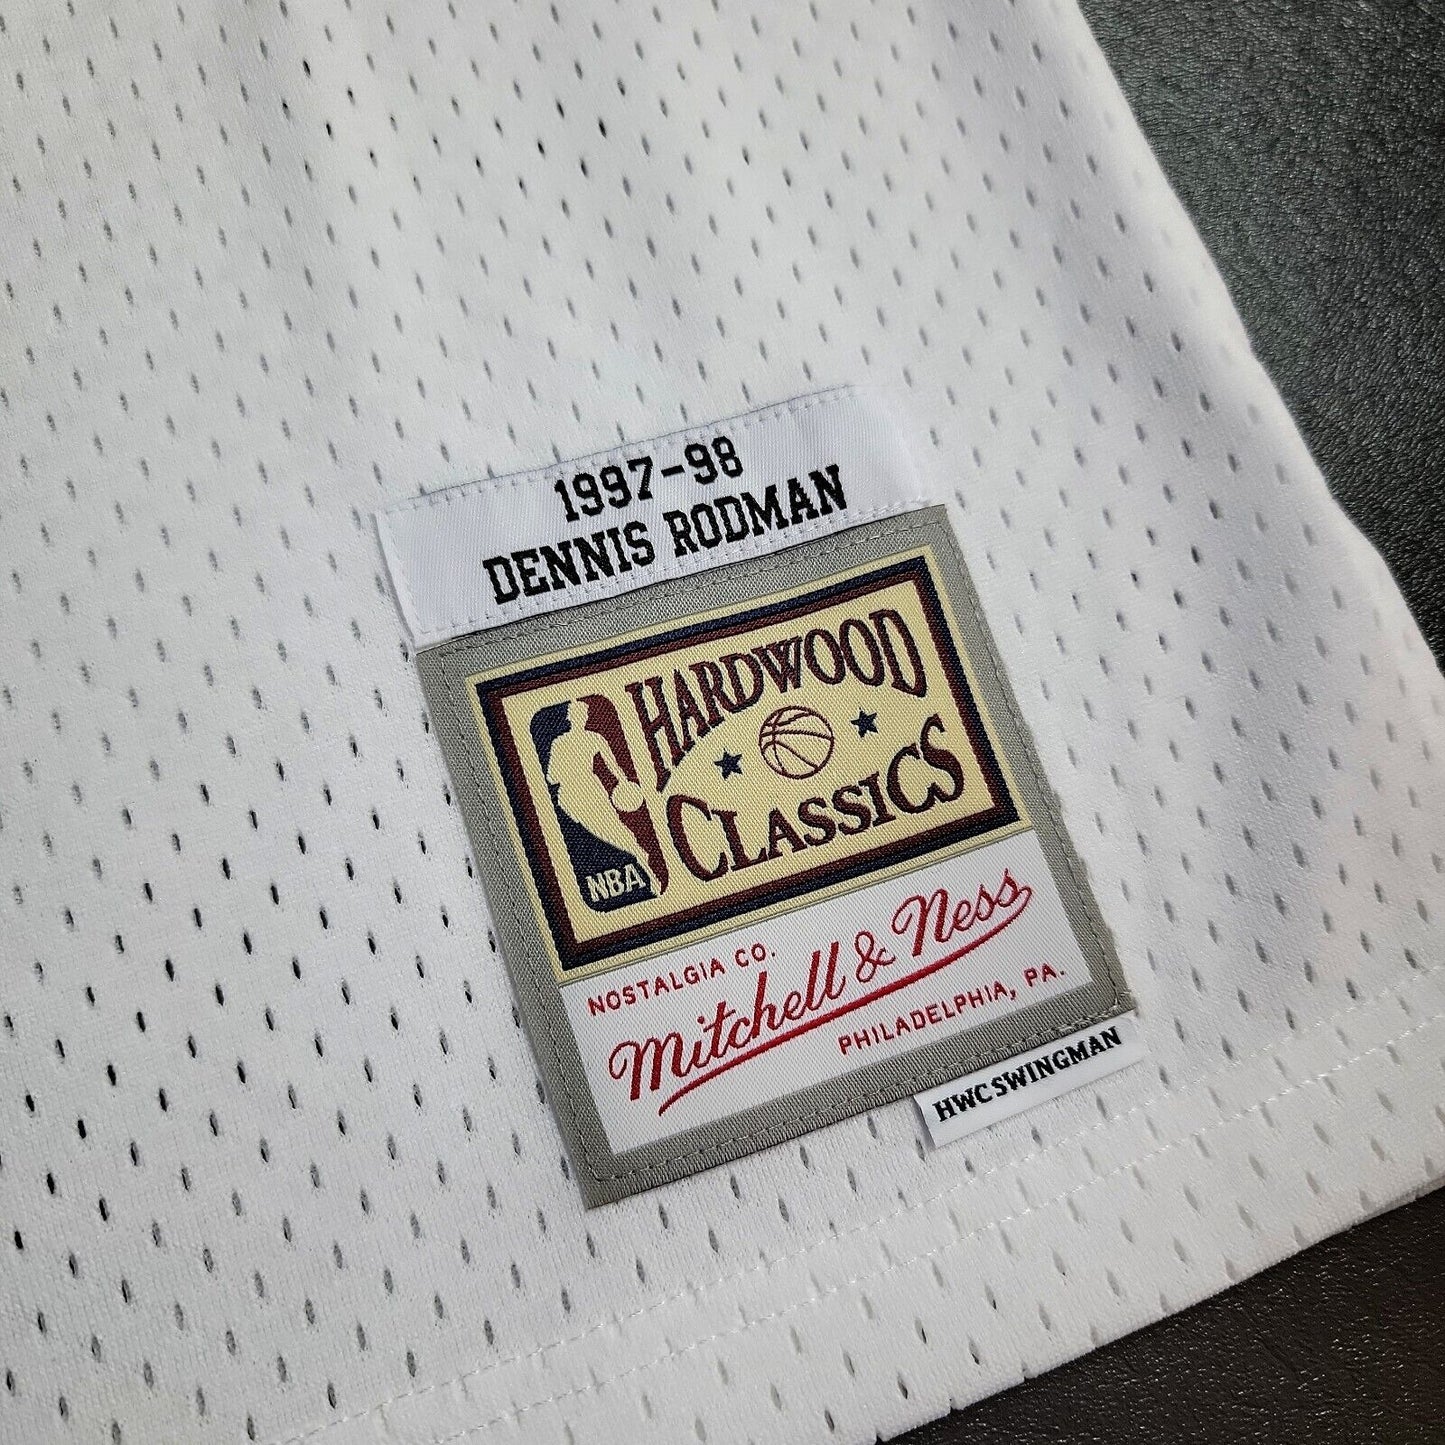 1997-98
DENNIS RODMAN
HARDWOOD
CLASSICS
NBA
NOSTALGIA CO.
Mitchell & Ness
PHILADELPHIA, PA.
HWC SWINGMAN